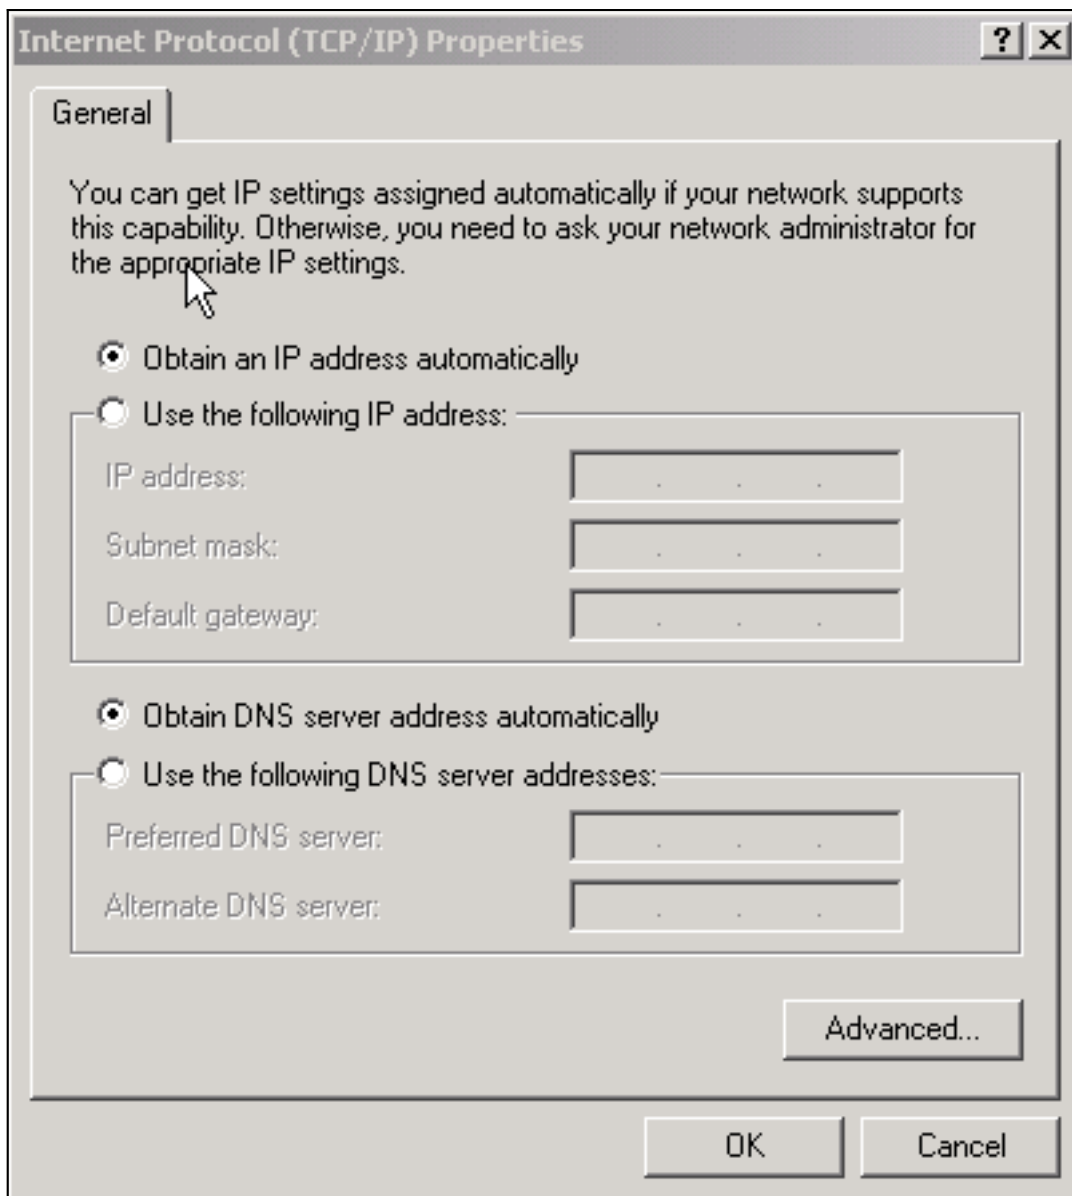 Internet Protocol (TCP/IP) Properties
General
You can get IP settings assigned automatically if your network supports
this capability. Otherwise, you need to ask your network administrator for
the appropriate IP settings.
Obtain an IP address automatically
Use the following IP address:
IP address:
Subnet mask:
Default gateway:
Obtain DNS server address automatically
Use the following DNS server addresses:
Preferred DNS server:
Alternate DNS server:
Advanced...
OK
Cancel